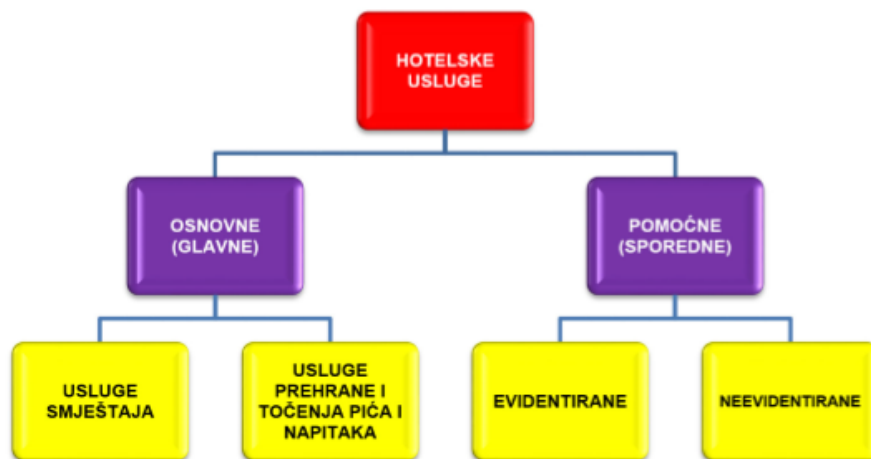 HOTELSKE
USLUGE
OSNOVNE
(GLAVNE)
POMOĆNE
(SPOREDNE)
USLUGE
SMJEŠTAJA
USLUGE
PREHRANE I
TOČENJA PIĆA I
NAPITAKA
EVIDENTIRANE
NEEVIDENTIRANE